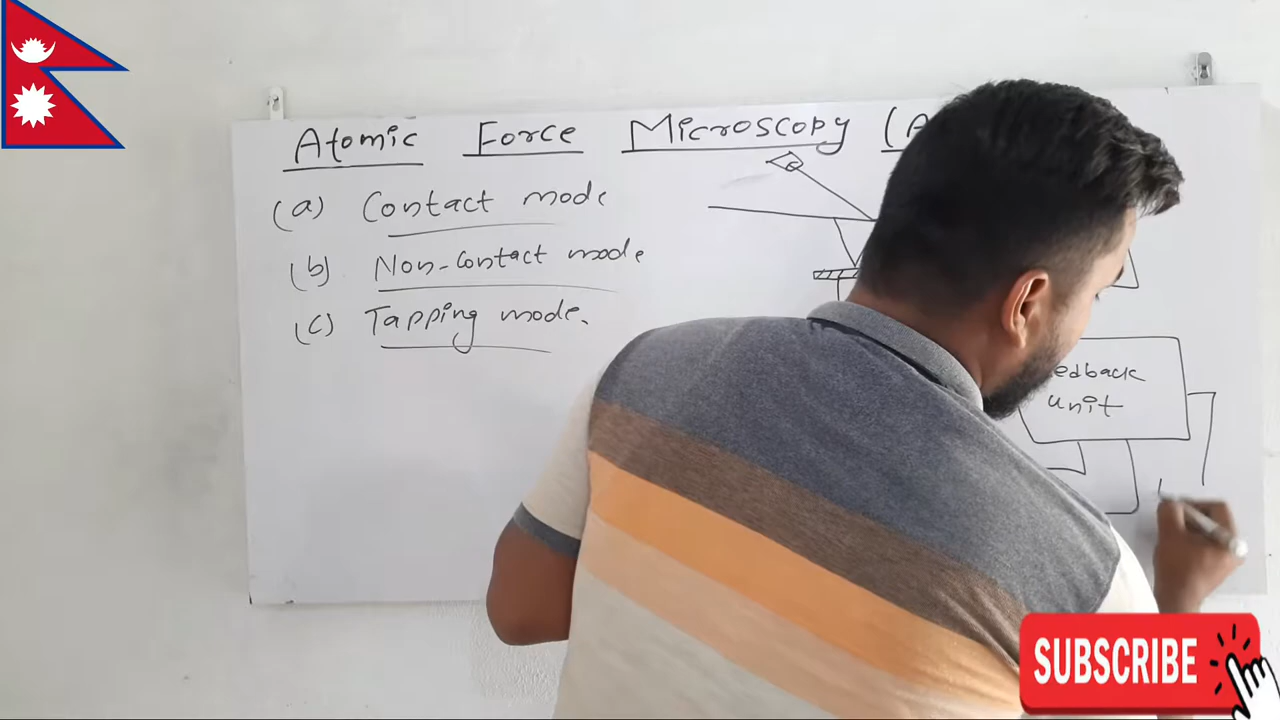 Atomic Force Microscopy (A
(a) Contact mode
(b) Non-contact mode
(c) Tapping mode.
edback
unit
SUBSCRIBE